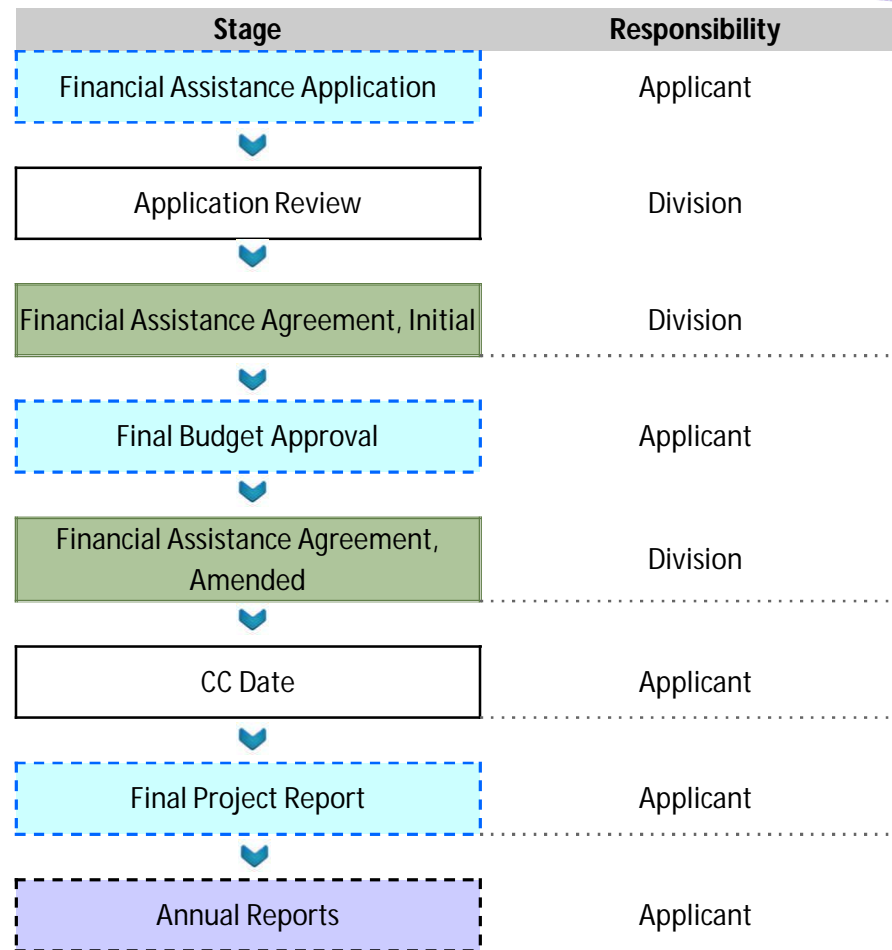 Stage Responsibility
Financial Assistance Application Applicant
Application Review Division
Financial Assistance Agreement, Initial Division
Final Budget Approval Applicant
Financial Assistance Agreement,
Amended Division
CC Date Applicant
Final Project Report Applicant
Annual Reports Applicant